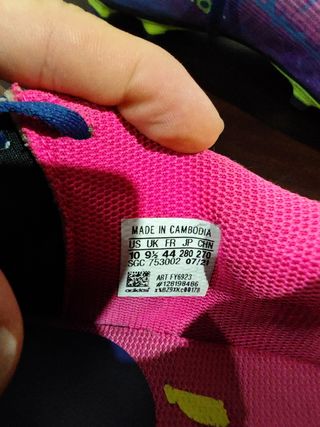 MADE IN CAMBODIA
US UK FR JP CHN
10 9½ 44 280 270
SGC 753002 07/21
ART FY6923
#128198486
adidas